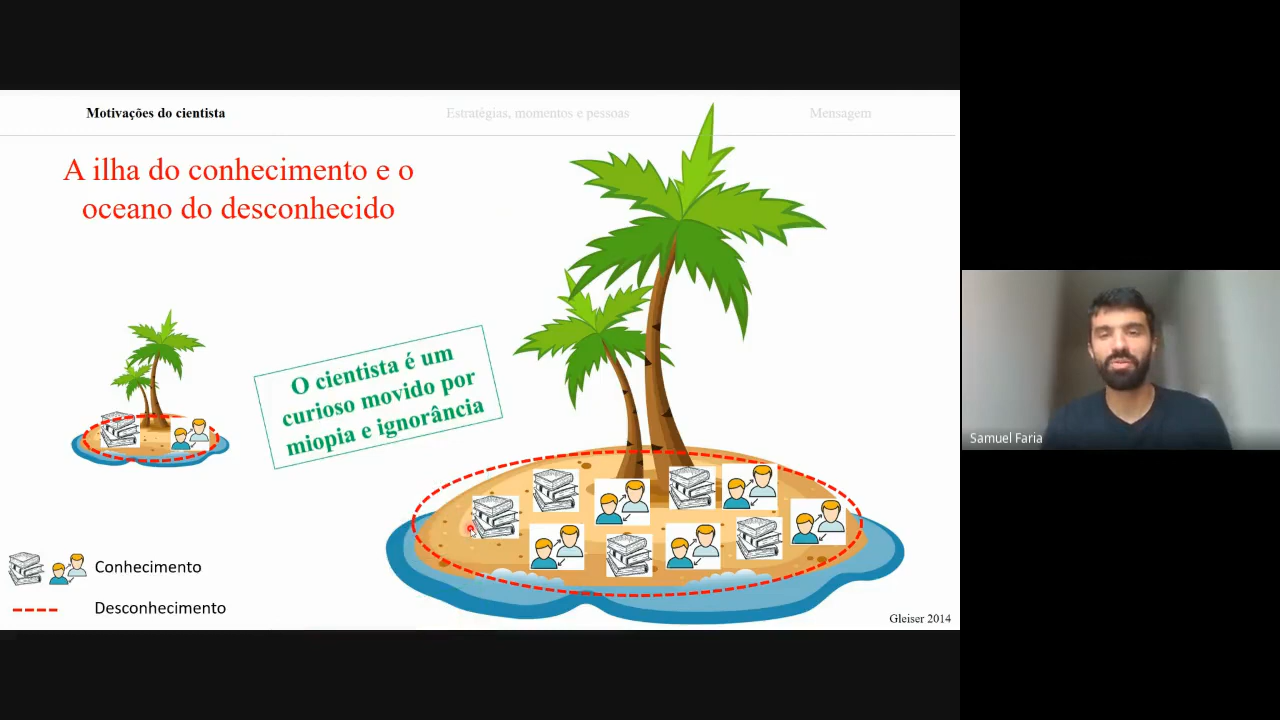 Motivações do cientista
Estratégias, momentos e pessoas
Mensagem
A ilha do conhecimento e o
oceano do desconhecido
O cientista é um
curioso movido por
miopia e ignorância
Samuel Faria
Conhecimento
Desconhecimento
Gleiser 2014